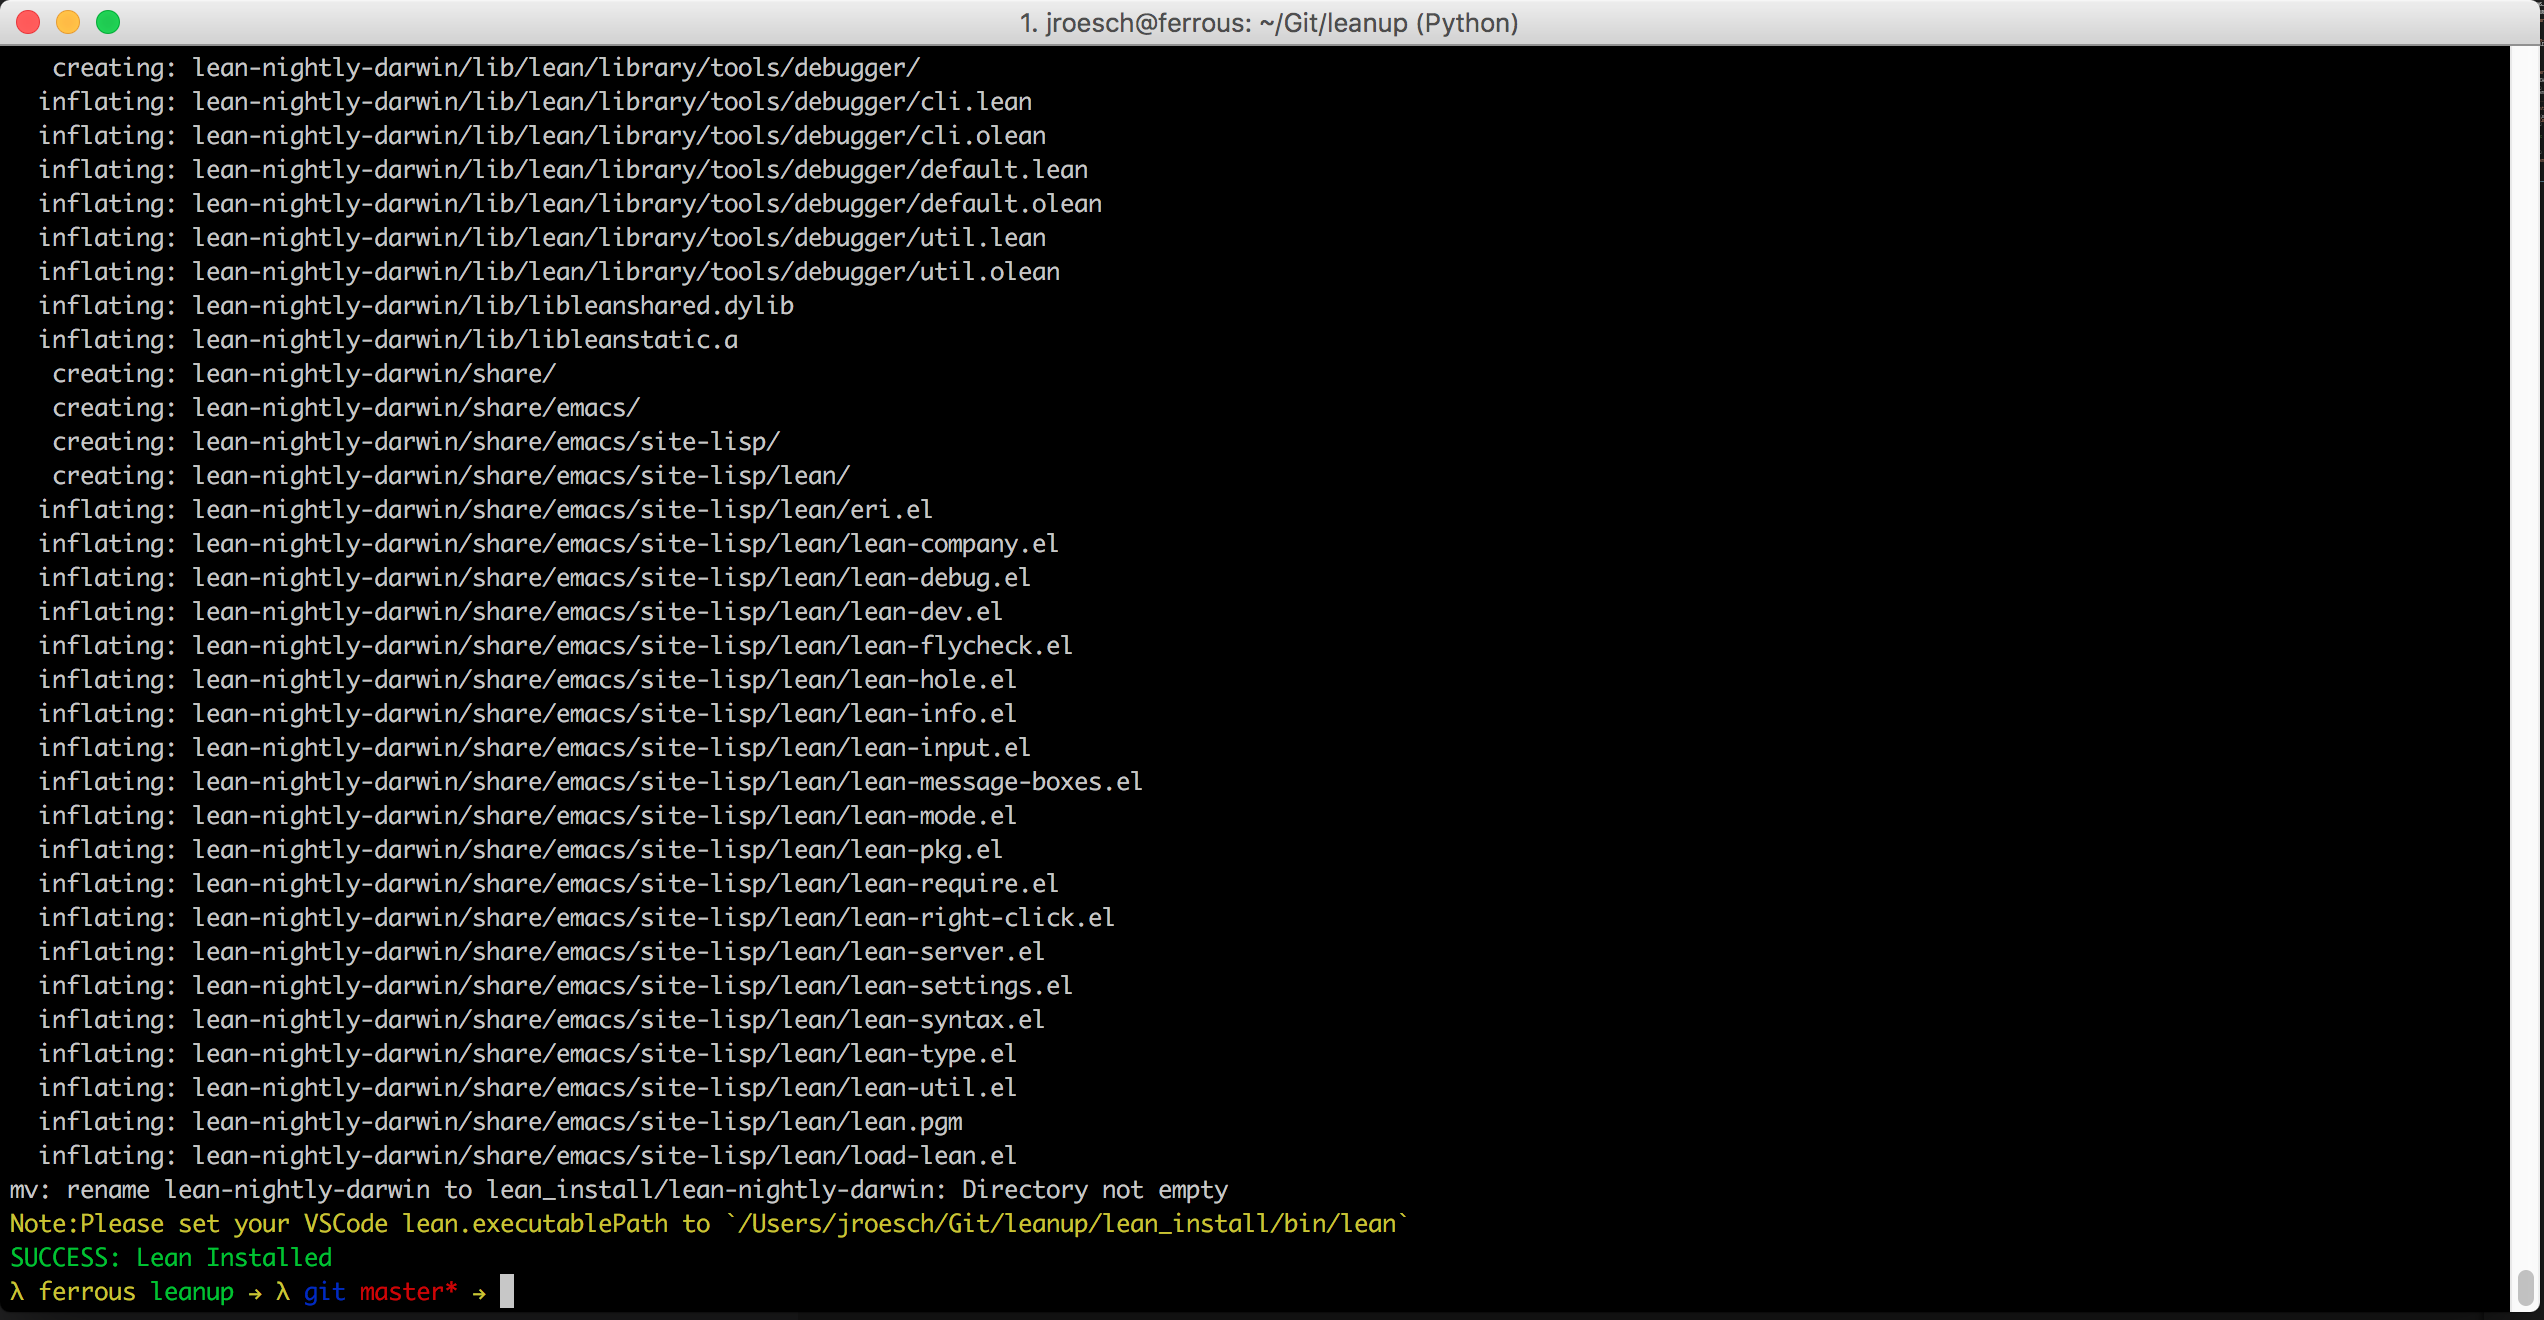 1. jroesch@ferrous: ~/Git/leanup (Python)
creating: lean-nightly-darwin/lib/lean/library/tools/debugger/
inflating: lean-nightly-darwin/lib/lean/library/tools/debugger/cli.lean
inflating: lean-nightly-darwin/lib/lean/library/tools/debugger/cli.olean
inflating: lean-nightly-darwin/lib/lean/library/tools/debugger/default.lean
inflating: lean-nightly-darwin/lib/lean/library/tools/debugger/default.olean
inflating: lean-nightly-darwin/lib/lean/library/tools/debugger/util.lean
inflating: lean-nightly-darwin/lib/lean/library/tools/debugger/util.olean
inflating: lean-nightly-darwin/lib/libleanshared.dylib
inflating: lean-nightly-darwin/lib/libleanstatic.a
creating: lean-nightly-darwin/share/
creating: lean-nightly-darwin/share/emacs/
creating: lean-nightly-darwin/share/emacs/site-lisp/
creating: lean-nightly-darwin/share/emacs/site-lisp/lean/
inflating: lean-nightly-darwin/share/emacs/site-lisp/lean/eri.el
inflating: lean-nightly-darwin/share/emacs/site-lisp/lean/lean-company.el
inflating: lean-nightly-darwin/share/emacs/site-lisp/lean/lean-debug.el
inflating: lean-nightly-darwin/share/emacs/site-lisp/lean/lean-dev.el
inflating: lean-nightly-darwin/share/emacs/site-lisp/lean/lean-flycheck.el
inflating: lean-nightly-darwin/share/emacs/site-lisp/lean/lean-hole.el
inflating: lean-nightly-darwin/share/emacs/site-lisp/lean/lean-info.el
inflating: lean-nightly-darwin/share/emacs/site-lisp/lean/lean-input.el
inflating: lean-nightly-darwin/share/emacs/site-lisp/lean/lean-message-boxes.el
inflating: lean-nightly-darwin/share/emacs/site-lisp/lean/lean-mode.el
inflating: lean-nightly-darwin/share/emacs/site-lisp/lean/lean-pkg.el
inflating: lean-nightly-darwin/share/emacs/site-lisp/lean/lean-require.el
inflating: lean-nightly-darwin/share/emacs/site-lisp/lean/lean-right-click.el
inflating: lean-nightly-darwin/share/emacs/site-lisp/lean/lean-server.el
inflating: lean-nightly-darwin/share/emacs/site-lisp/lean/lean-settings.el
inflating: lean-nightly-darwin/share/emacs/site-lisp/lean/lean-syntax.el
inflating: lean-nightly-darwin/share/emacs/site-lisp/lean/lean-type.el
inflating: lean-nightly-darwin/share/emacs/site-lisp/lean/lean-util.el
inflating: lean-nightly-darwin/share/emacs/site-lisp/lean/lean.pgm
inflating: lean-nightly-darwin/share/emacs/site-lisp/lean/load-lean.el
mv: rename lean-nightly-darwin to lean_install/lean-nightly-darwin: Directory not empty
Note:Please set your VSCode lean.executablePath to `/Users/jroesch/Git/leanup/lean_install/bin/lean`
SUCCESS: Lean Installed
λ ferrous leanup → λ git master* →